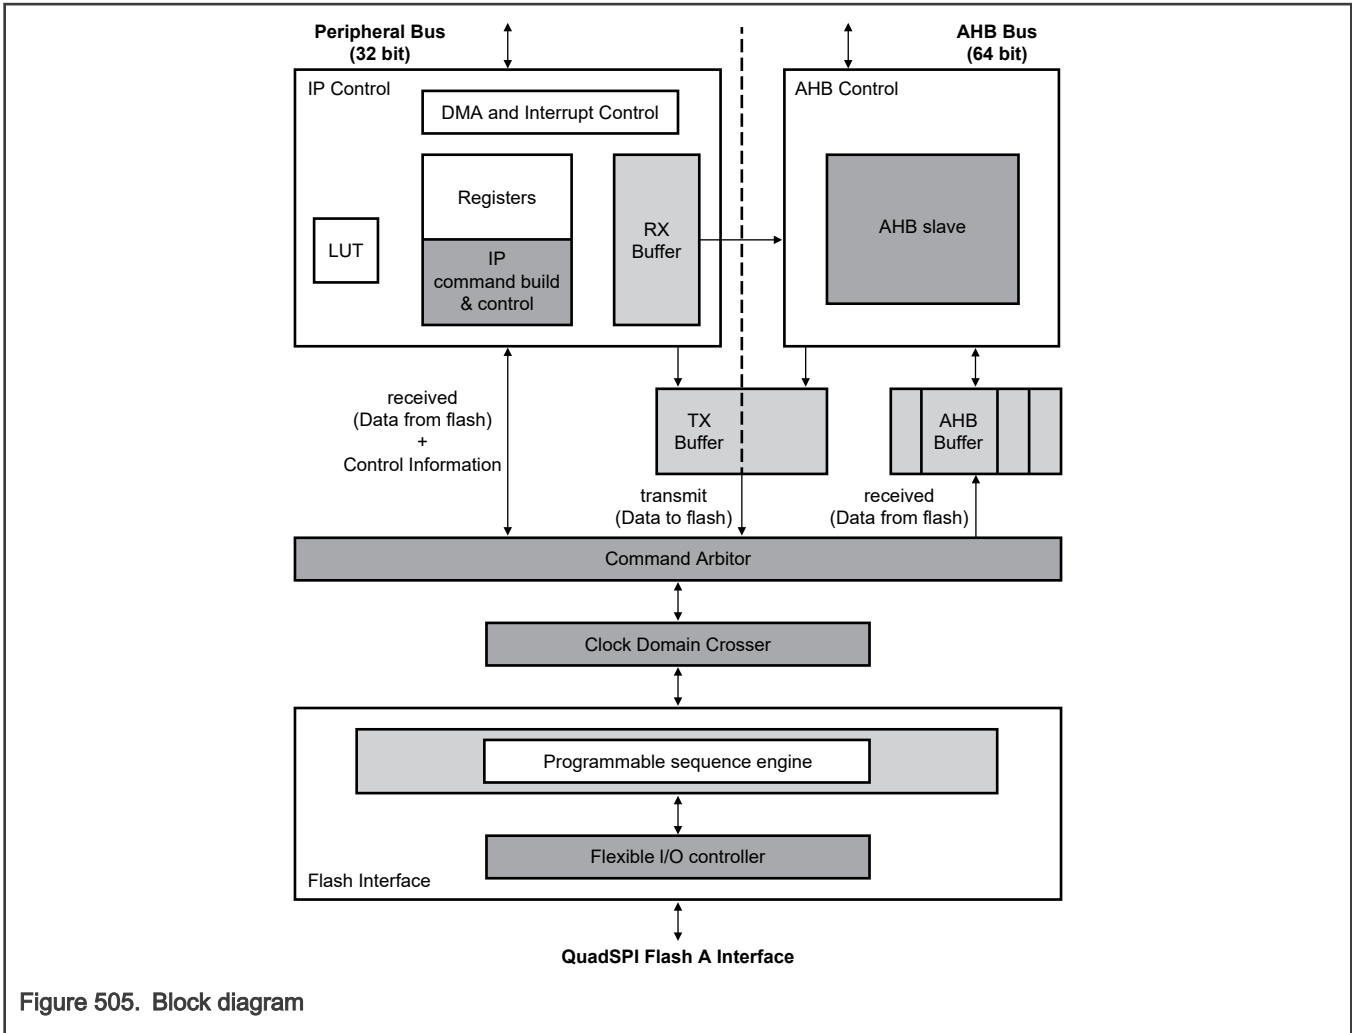 Peripheral Bus
(32 bit)
AHB Bus
(64 bit)
IP Control
DMA and Interrupt Control
Registers
IP
command build
& control
LUT
RX
Buffer
AHB Control
AHB slave
received
(Data from flash)
+
Control Information
TX
Buffer
AHB
Buffer
transmit
(Data to flash)
received
(Data from flash)
Command Arbitor
Clock Domain Crosser
Programmable sequence engine
Flexible I/O controller
Flash Interface
QuadSPI Flash A Interface
Figure 505. Block diagram